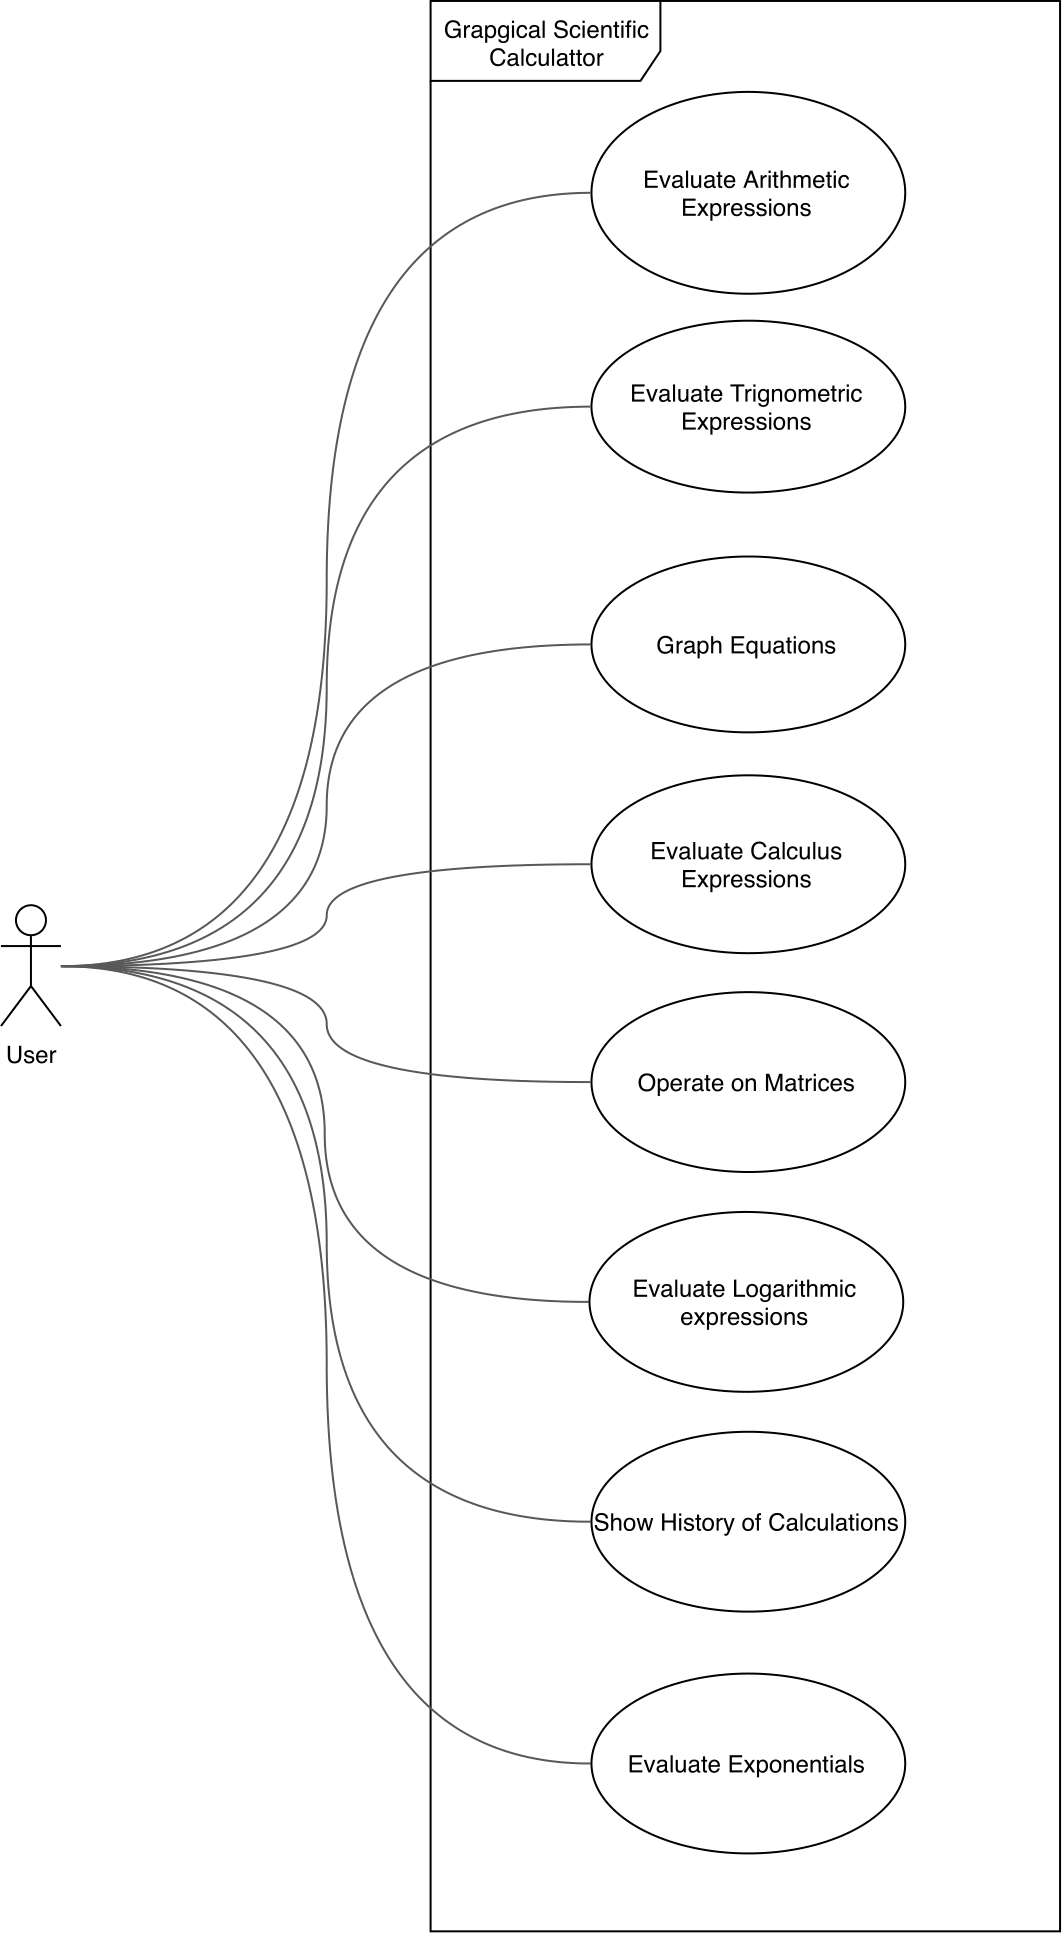 Grapgical Scientific
Calculattor
Evaluate Arithmetic
Expressions
Evaluate Trignometric
Expressions
Graph Equations
Evaluate Calculus
Expressions
User
Operate on Matrices
Evaluate Logarithmic
expressions
Show History of Calculations
Evaluate Exponentials